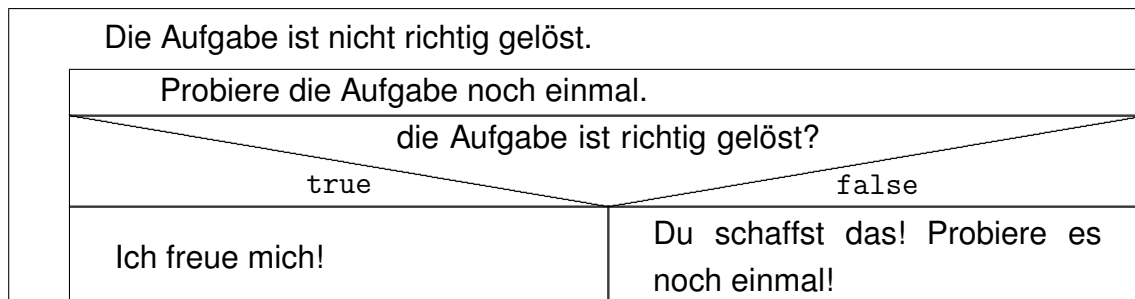 Die Aufgabe ist nicht richtig gelöst.
Probiere die Aufgabe noch einmal.
die Aufgabe ist richtig gelöst?
true
false
Ich freue mich!
Du schaffst das! Probiere es
noch einmal!